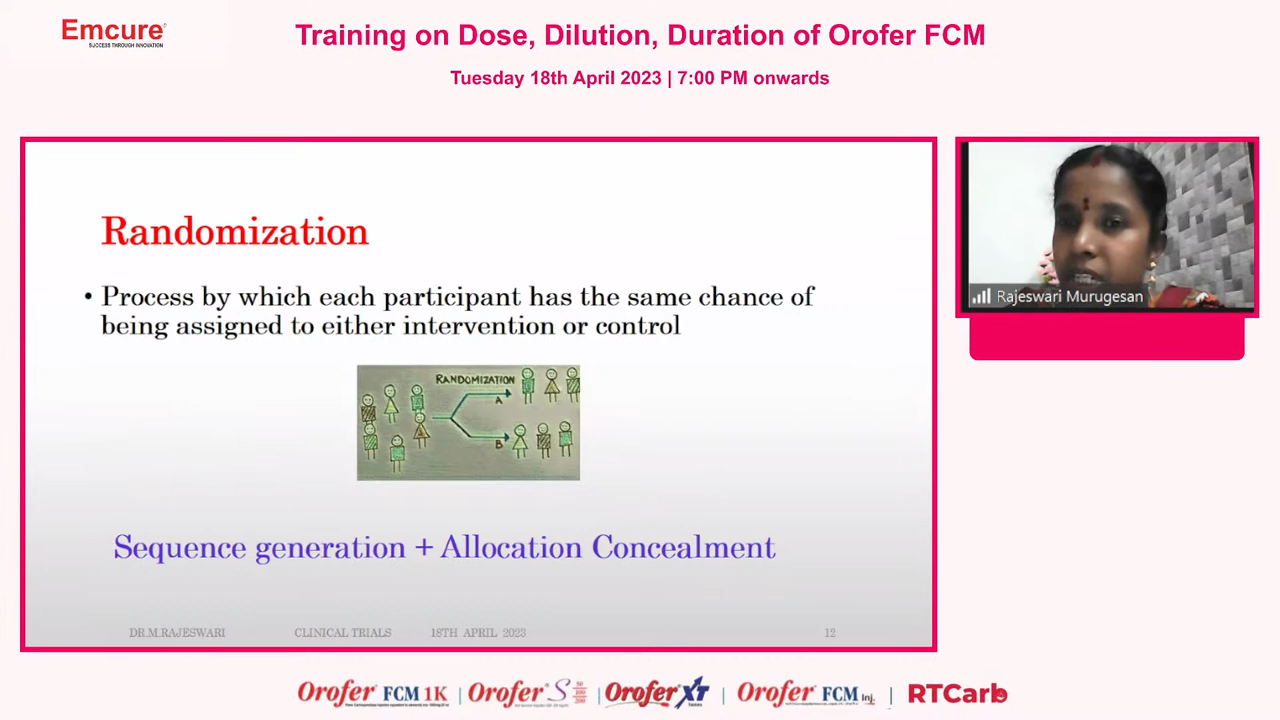 Emcure
SUCCESS THROUGH INNOVATION
Training on Dose, Dilution, Duration of Orofer FCM
Tuesday 18th April 2023 | 7:00 PM onwards
Randomization
• Process by which each participant has the same chance of
being assigned to either intervention or control
RANDOMIZATION
A
B
Sequence generation + Allocation Concealment
DR.M.RAJESWARI CLINICAL TRIALS 18TH APRIL 2023 12
Rajeswari Murugesan
Orofer FCM 1K | Orofer S 50 100 200 | Orofer XT | Orofer FCM Inj. | RTCarb